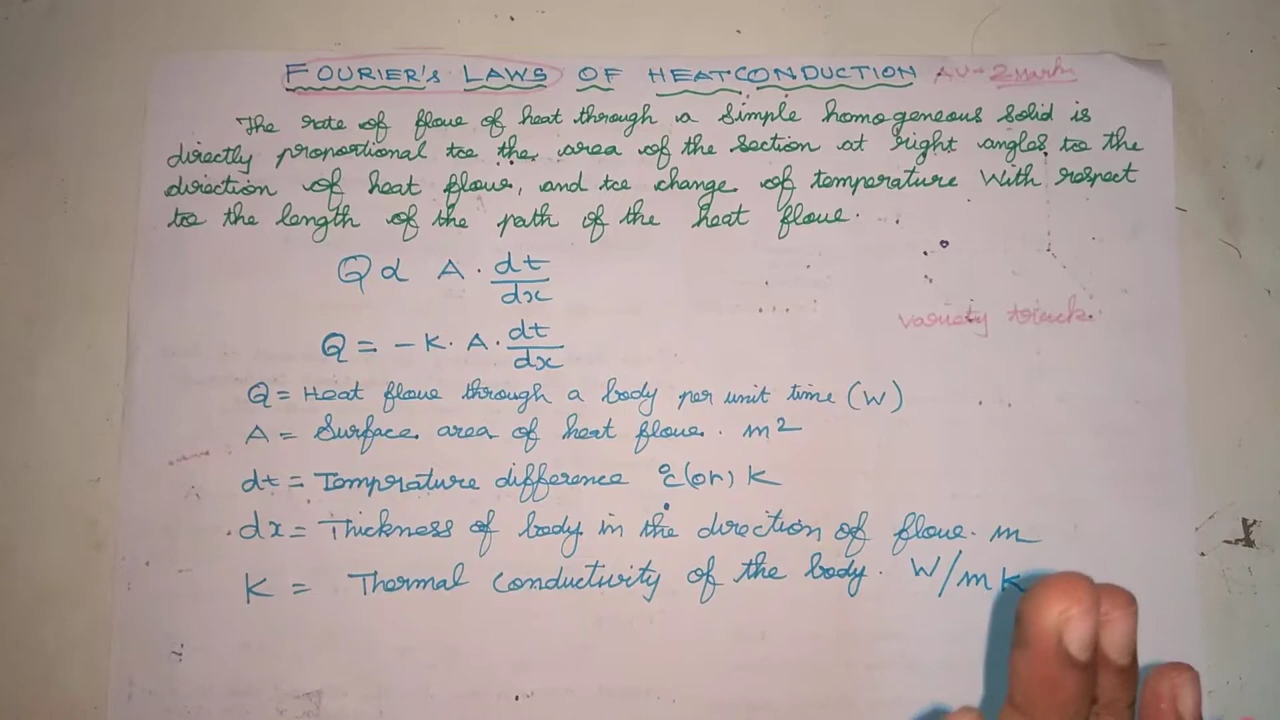 FOURIER'S LAWS OF HEATCONDUCTION AU-2Mark
The rate of flow of heat through a simple homogeneous solid is
directly proportional to the area of the section at right angles to the
direction of heat flow, and to change of temperature With respect
to the length of the path of the heat flow.
Q α A · dt/dx
Q = -K· A· dt/dx
variety track.
Q = Heat flow through a body per unit time (W)
A = Surface area of heat flow. m2
dt = Temprature difference °c (or) K
dx = Thickness of body in the direction of flow. m
K = Thermal conductivity of the body. W/mk